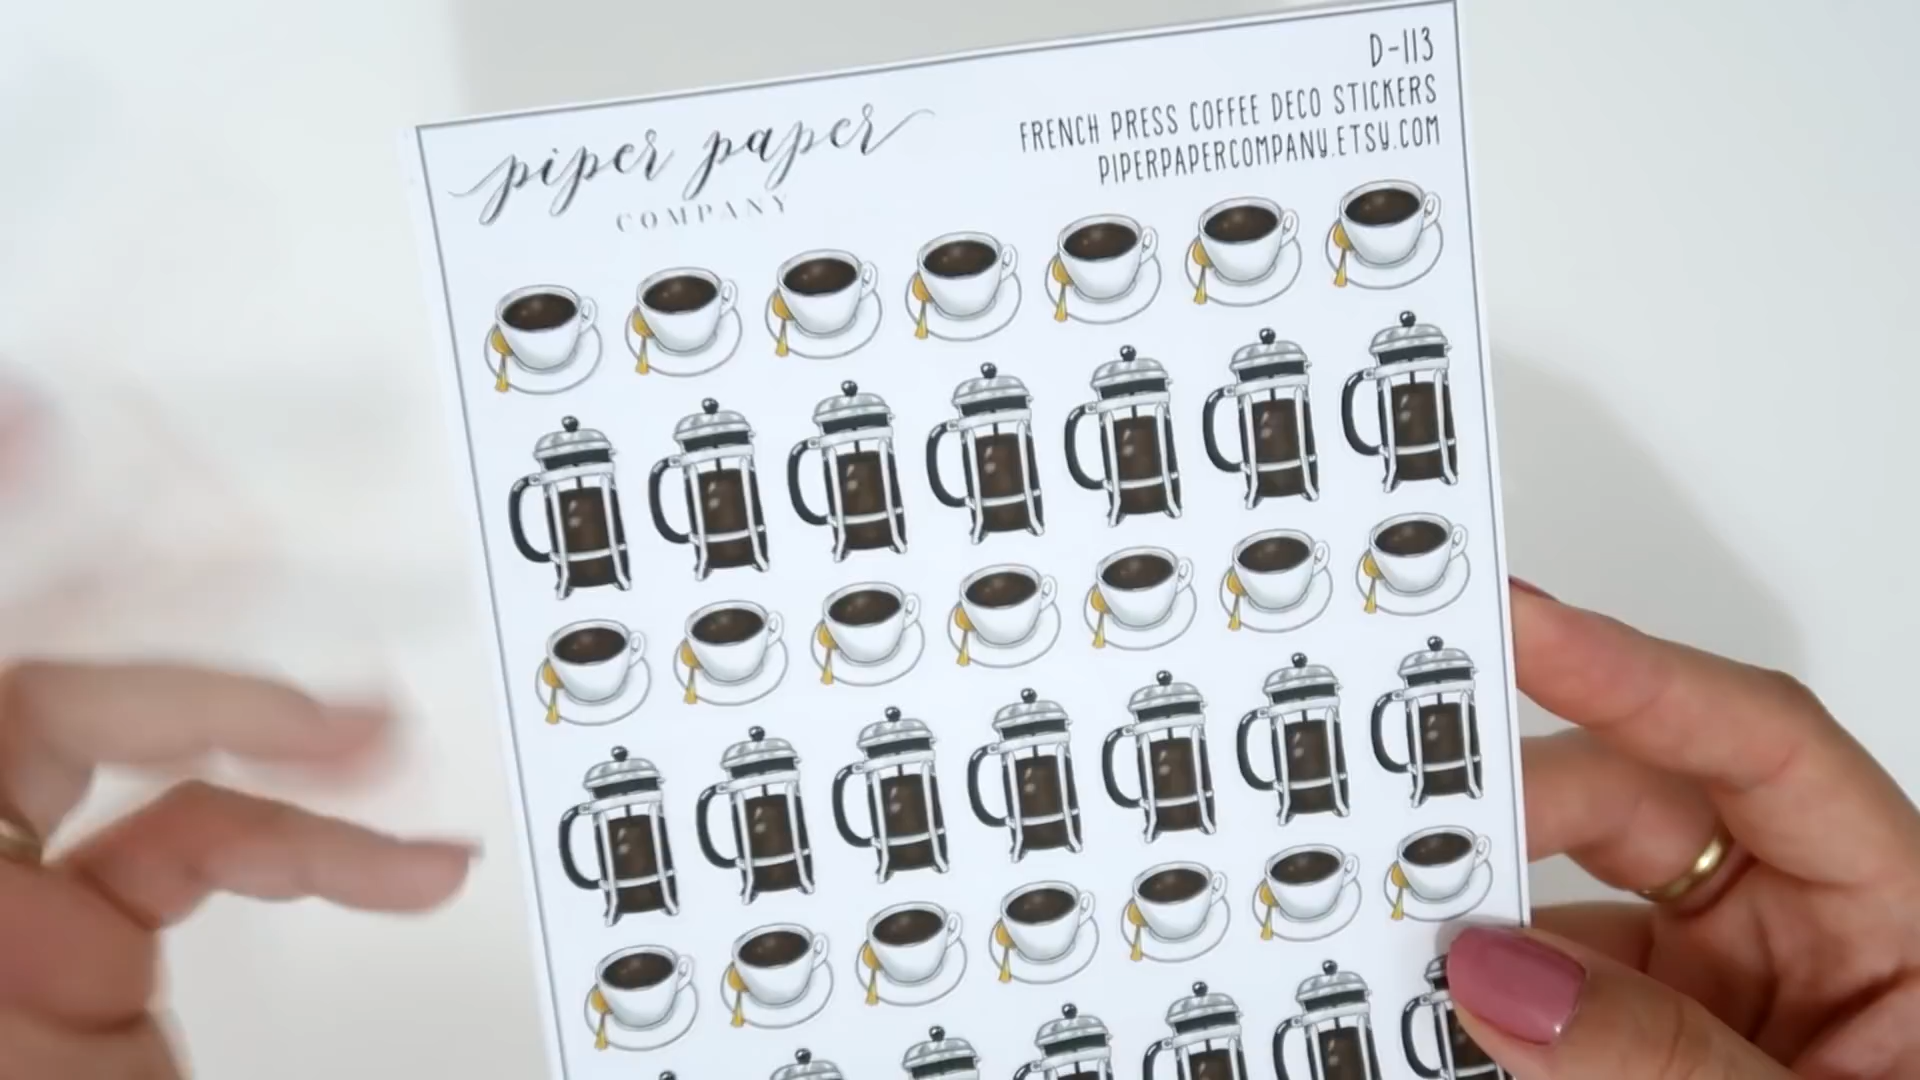 piper paper
COMPANY
D-113
FRENCH PRESS COFFEE DECO STICKERS
PIPERPAPERCOMPANY.ETSY.COM